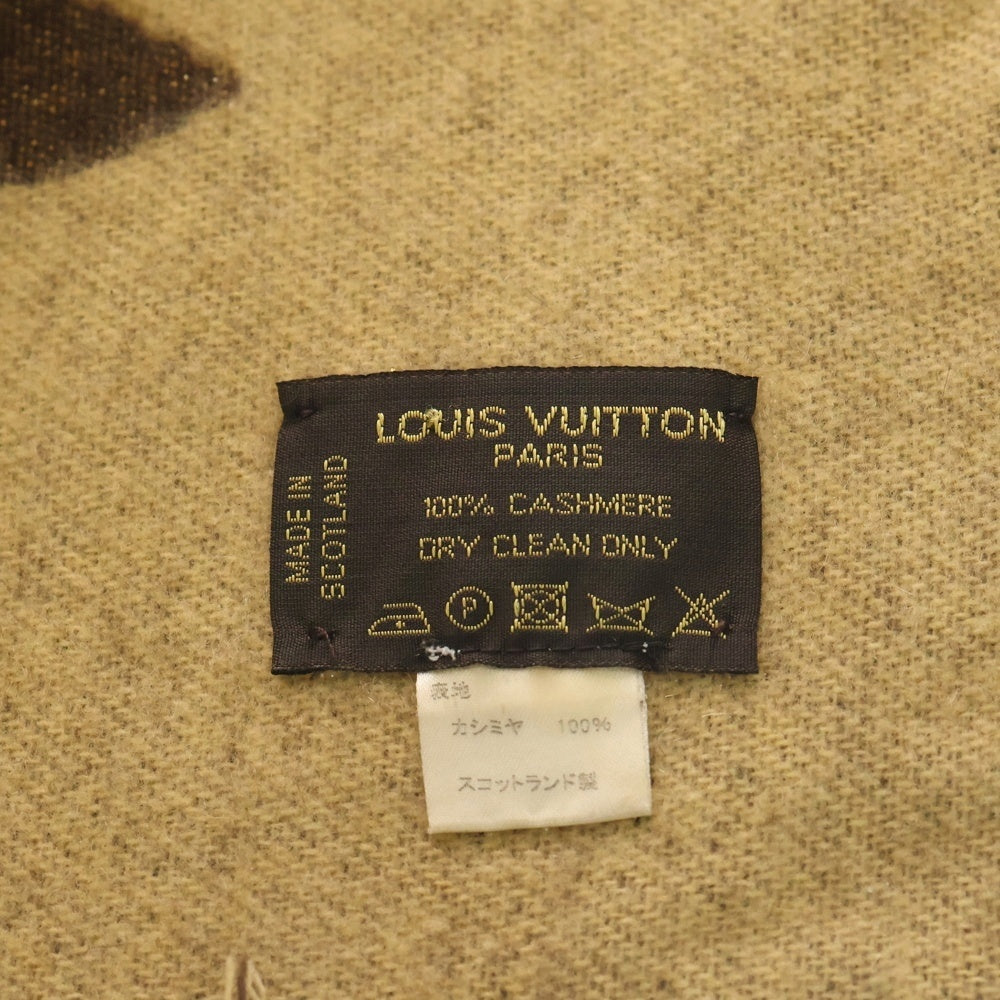 LOUIS VUITTON
PARIS
100% CASHMERE
DRY CLEAN ONLY
MADE IN
SCOTLAND
P
表地
カシミヤ 100%
スコットランド製